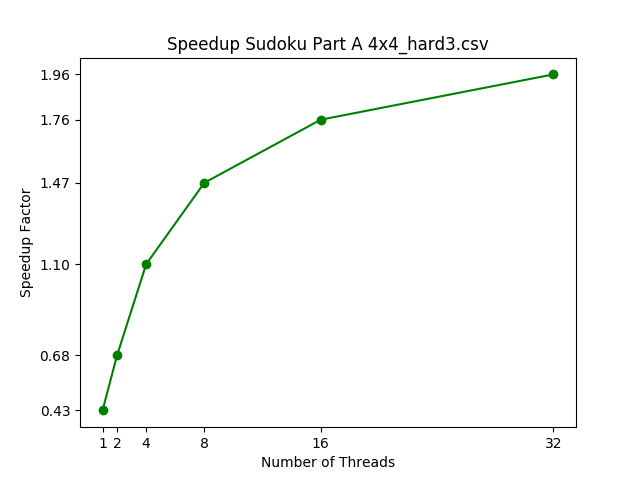 Speedup Sudoku Part A 4x4_hard3.csv
1.96
1.76
1.47
1.10
0.68
0.43
Speedup Factor
1 2 4 8 16 32
Number of Threads